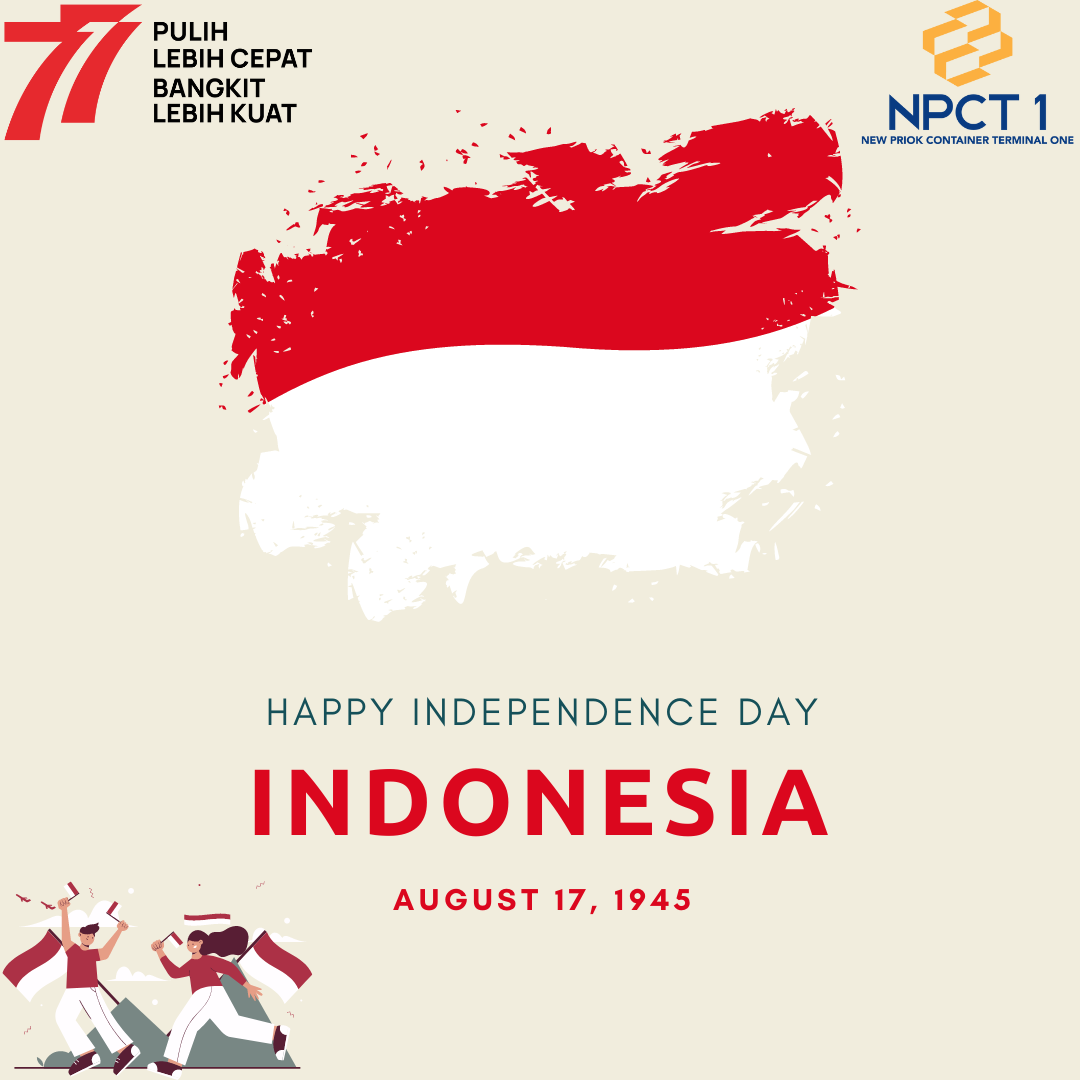 77
PULIH
LEBIH CEPAT
BANGKIT
LEBIH KUAT
NPCT 1
NEW PRIOK CONTAINER TERMINAL ONE
HAPPY INDEPENDENCE DAY
INDONESIA
AUGUST 17, 1945